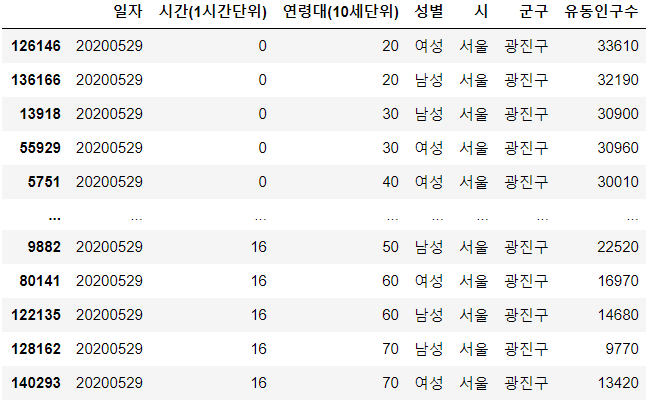 일자 시간(1시간단위) 연령대(10세단위) 성별 시 군구 유동인구수
126146 20200529 0 20 여성 서울 광진구 33610
136166 20200529 0 20 남성 서울 광진구 32190
13918 20200529 0 30 남성 서울 광진구 30900
55929 20200529 0 30 여성 서울 광진구 30960
5751 20200529 0 40 여성 서울 광진구 30010
... ... ... ... ... ... ... ...
9882 20200529 16 50 남성 서울 광진구 22520
80141 20200529 16 60 여성 서울 광진구 16970
122135 20200529 16 60 남성 서울 광진구 14680
128162 20200529 16 70 남성 서울 광진구 9770
140293 20200529 16 70 여성 서울 광진구 13420